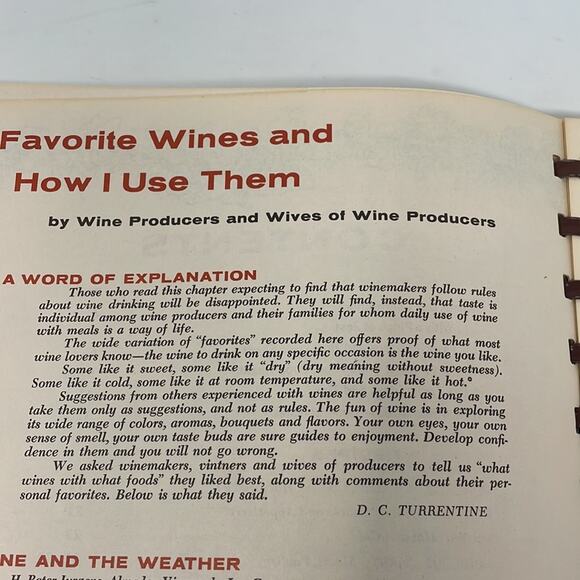 Favorite Wines and
How I Use Them
by Wine Producers and Wives of Wine Producers
A WORD OF EXPLANATION
Those who read this chapter expecting to find that winemakers follow rules
about wine drinking will be disappointed. They will find, instead, that taste is
individual among wine producers and their families for whom daily use of wine
with meals is a way of life.
The wide variation of "favorites" recorded here offers proof of what most
wine lovers know—the wine to drink on any specific occasion is the wine you like.
Some like it sweet, some like it "dry" (dry meaning without sweetness).
Some like it cold, some like it at room temperature, and some like it hot.*
Suggestions from others experienced with wines are helpful as long as you
take them only as suggestions, and not as rules. The fun of wine is in exploring
its wide range of colors, aromas, bouquets and flavors. Your own eyes, your own
sense of smell, your own taste buds are sure guides to enjoyment. Develop confi-
dence in them and you will not go wrong.
We asked winemakers, vintners and wives of producers to tell us "what
wines with what foods" they liked best, along with comments about their per-
sonal favorites. Below is what they said.
D. C. TURRENTINE
NE AND THE WEATHER